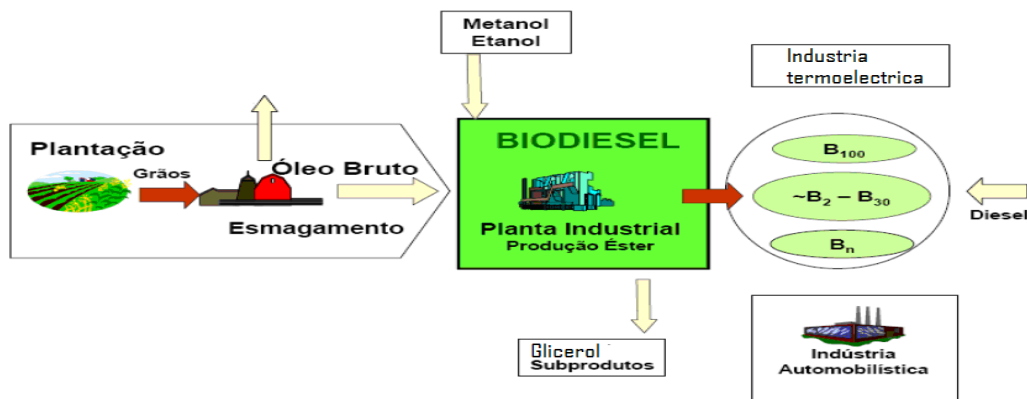 Metanol
Etanol
Industria
termoelectrica
Plantação
Grãos
Óleo Bruto
Esmagamento
BIODIESEL
Planta Industrial
Produção Éster
B100
~B2 – B30
Bn
Diesel
Glicerol
Subprodutos
Indústria
Automobilística